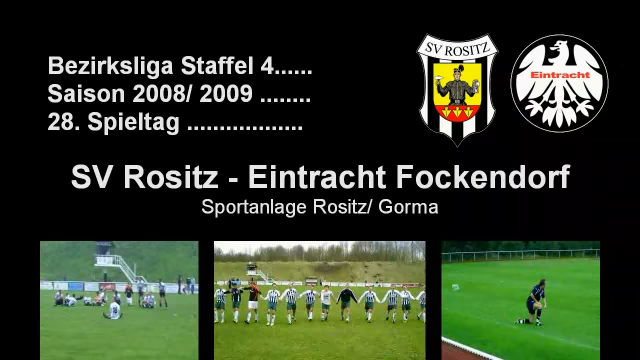 Bezirksliga Staffel 4......
Saison 2008/ 2009 ........
28. Spieltag ..................
SV ROSITZ
Eintracht
SV Rositz - Eintracht Fockendorf
Sportanlage Rositz/ Gorma